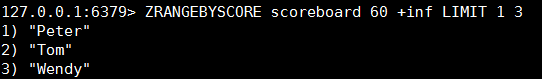 127.0.0.1:6379> ZRANGEBYSCORE scoreboard 60 +inf LIMIT 1 3
1) "Peter"
2) "Tom"
3) "Wendy"